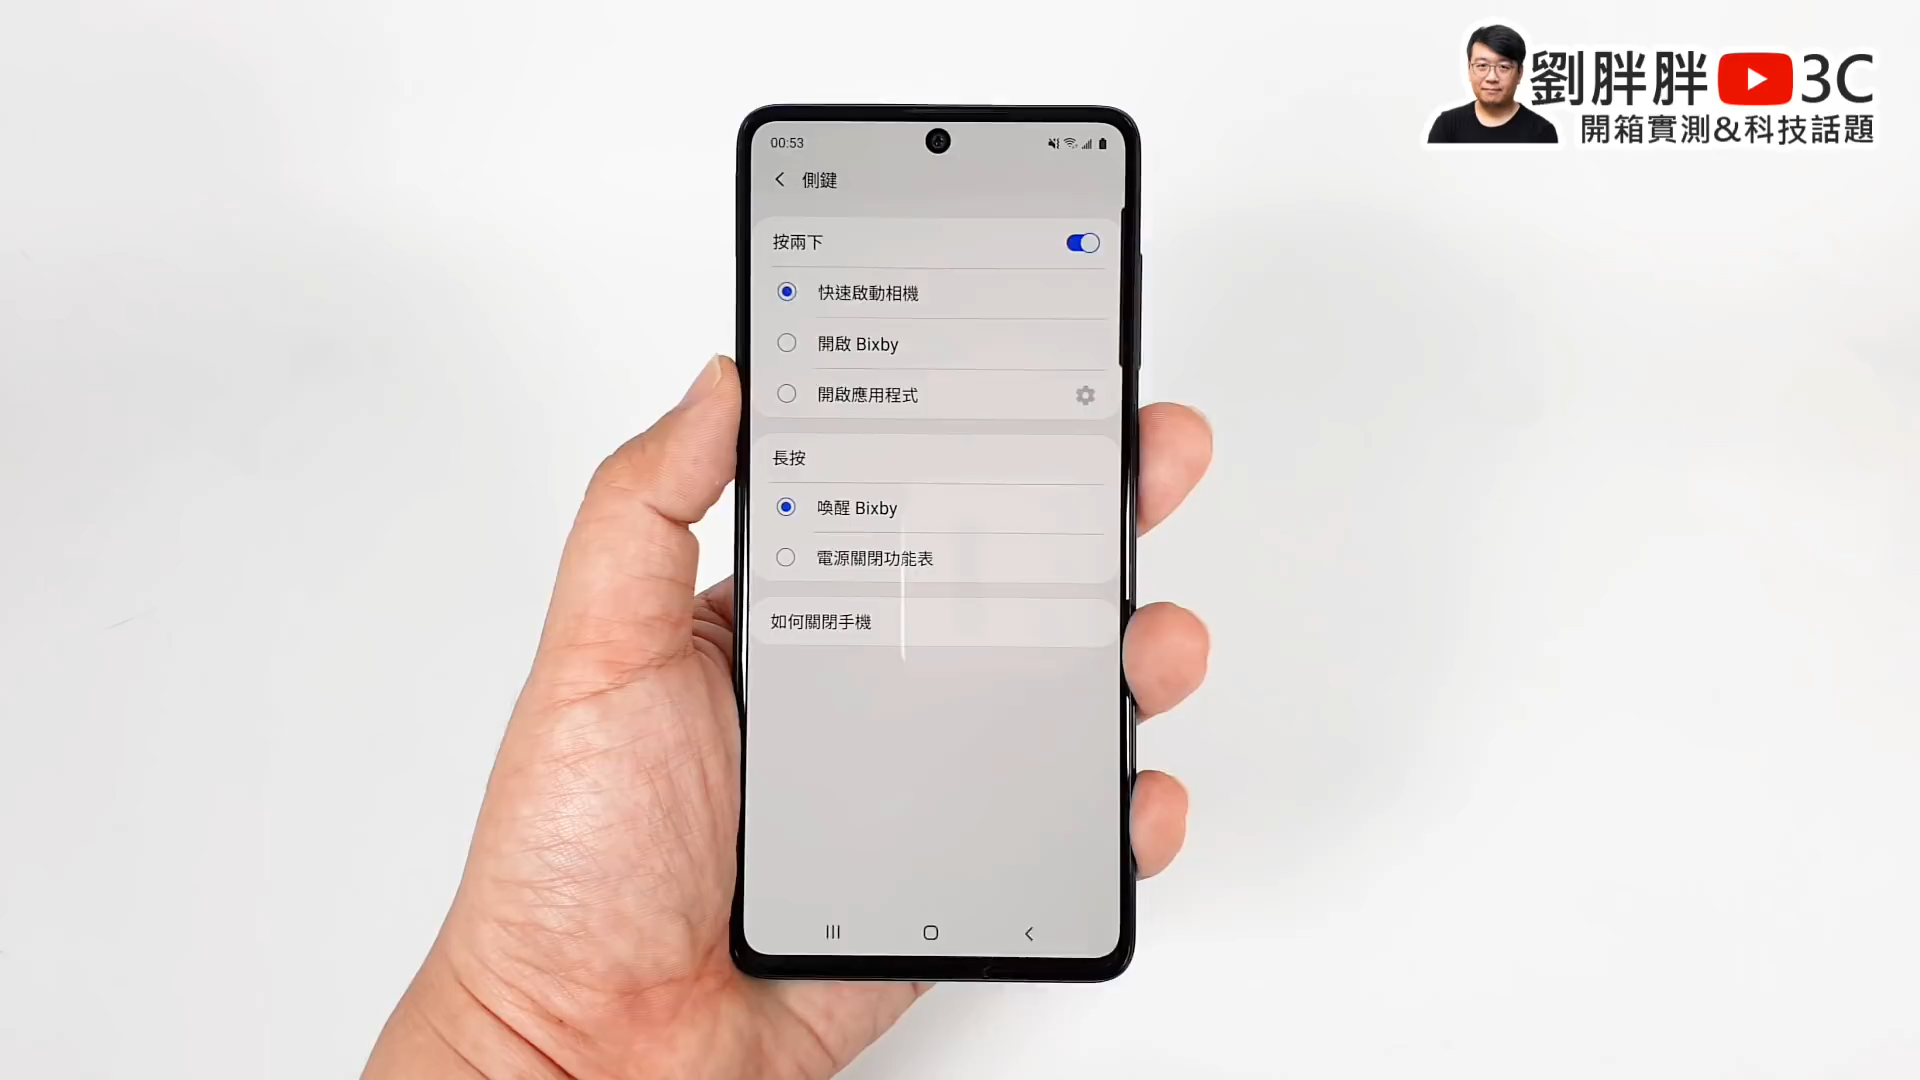 劉胖胖 3C
開箱實測&科技話題
00:53
側鍵
按兩下
快速啟動相機
開啟 Bixby
開啟應用程式
長按
喚醒 Bixby
電源關閉功能表
如何關閉手機